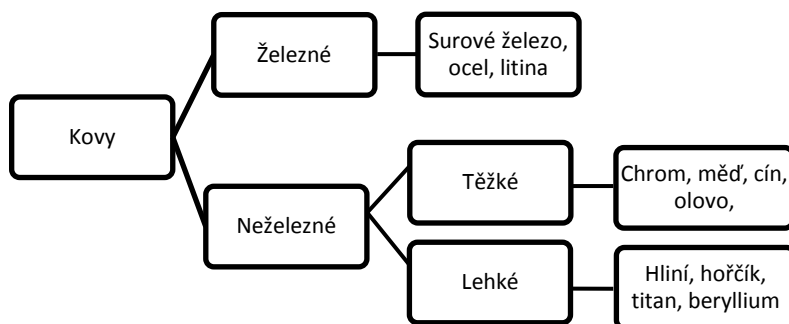 Kovy
Železné
Surové železo,
ocel, litina
Neželezné
Těžké
Chrom, měď, cín,
olovo,
Lehké
Hliní, hořčík,
titan, beryllium